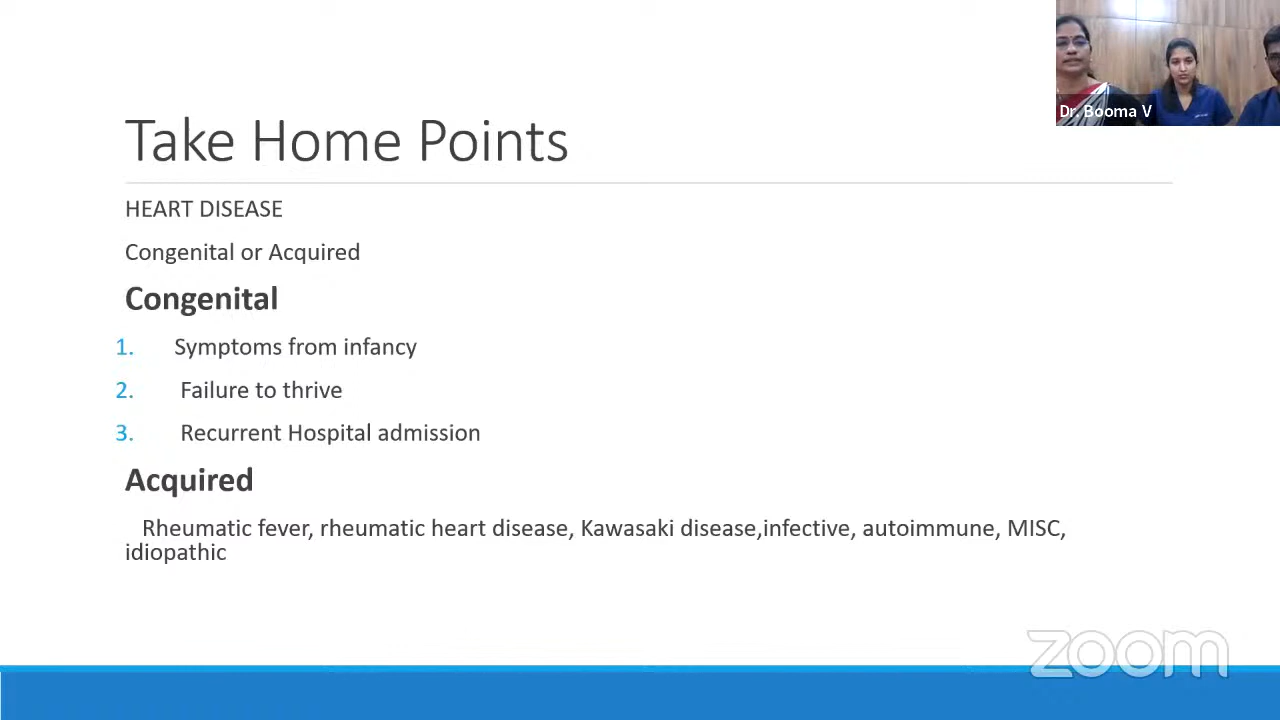 Dr. Booma V
Take Home Points
HEART DISEASE
Congenital or Acquired
Congenital
1. Symptoms from infancy
2. Failure to thrive
3. Recurrent Hospital admission
Acquired
Rheumatic fever, rheumatic heart disease, Kawasaki disease,infective, autoimmune, MISC,
idiopathic
zoom